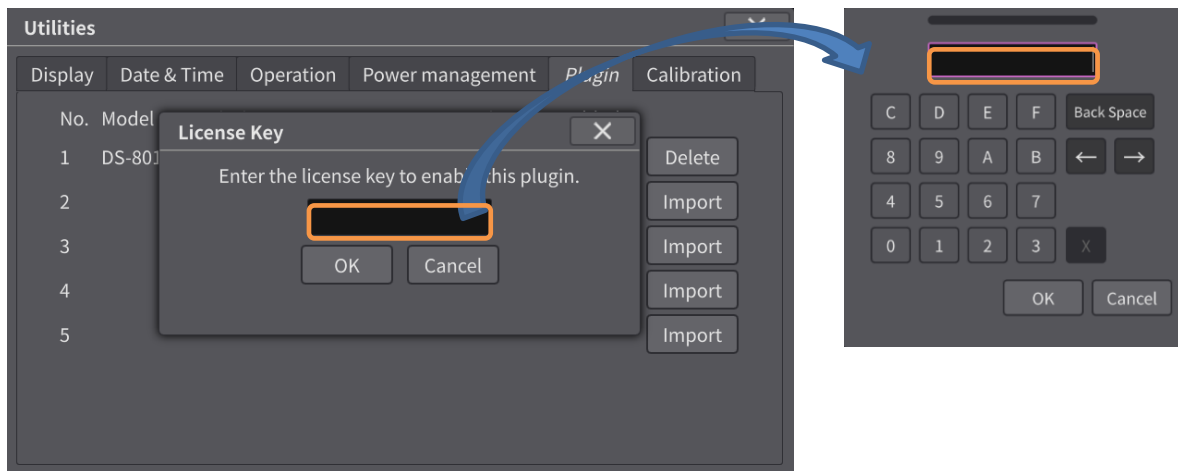 Utilities
Display Date & Time Operation Power management Plugin Calibration
No. Model
1 DS-801 Delete
2 Import
3 Import
4 Import
5 Import
License Key
Enter the license key to enable this plugin.
OK Cancel
C D E F Back Space
8 9 A B ← →
4 5 6 7
0 1 2 3 X
OK Cancel